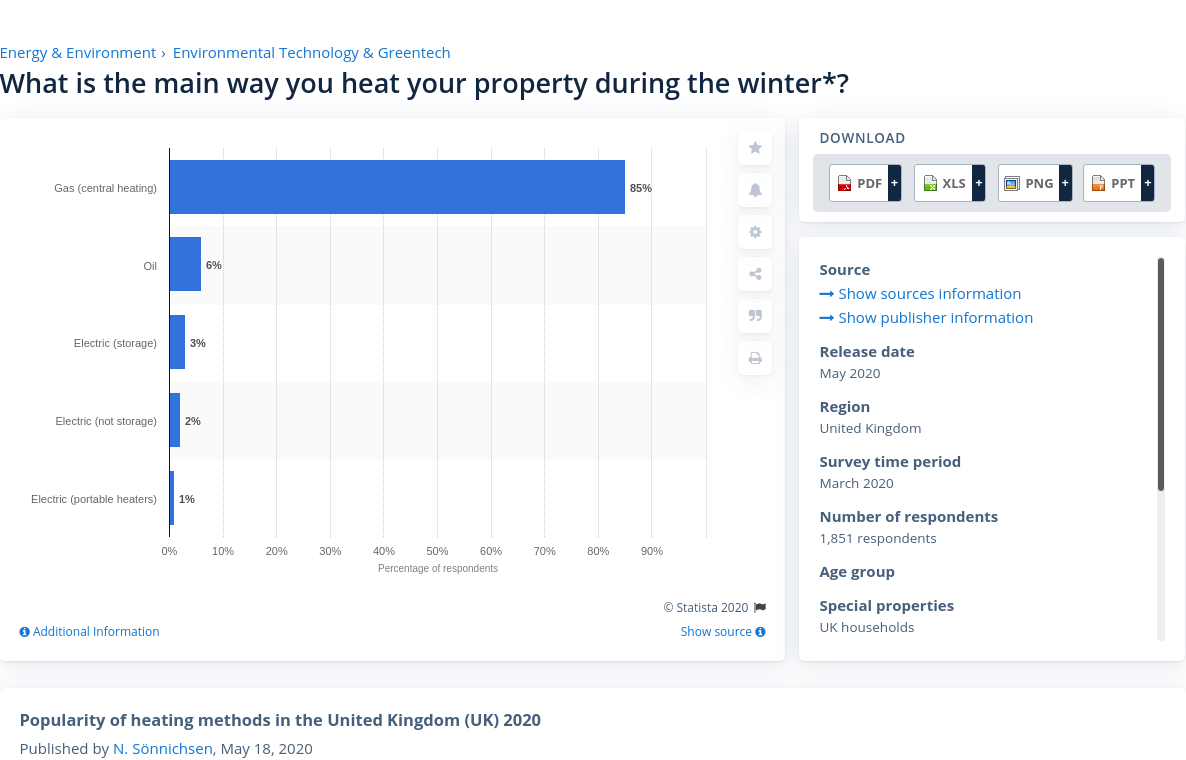 Energy & Environment › Environmental Technology & Greentech
What is the main way you heat your property during the winter*?
Gas (central heating)
85%
Oil
6%
Electric (storage)
3%
Electric (not storage)
2%
Electric (portable heaters)
1%
0% 10% 20% 30% 40% 50% 60% 70% 80% 90%
Percentage of respondents
© Statista 2020
Additional Information
Show source
DOWNLOAD
PDF + XLS + PNG + PPT +
Source
Show sources information
Show publisher information
Release date
May 2020
Region
United Kingdom
Survey time period
March 2020
Number of respondents
1,851 respondents
Age group
Special properties
UK households
Popularity of heating methods in the United Kingdom (UK) 2020
Published by N. Sönnichsen, May 18, 2020